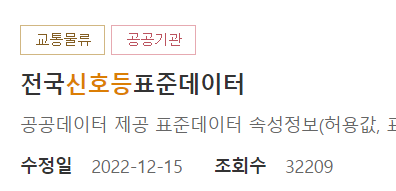 교통물류 공공기관
전국신호등표준데이터
공공데이터 제공 표준데이터 속성정보(허용값,
수정일 2022-12-15 조회수 32209